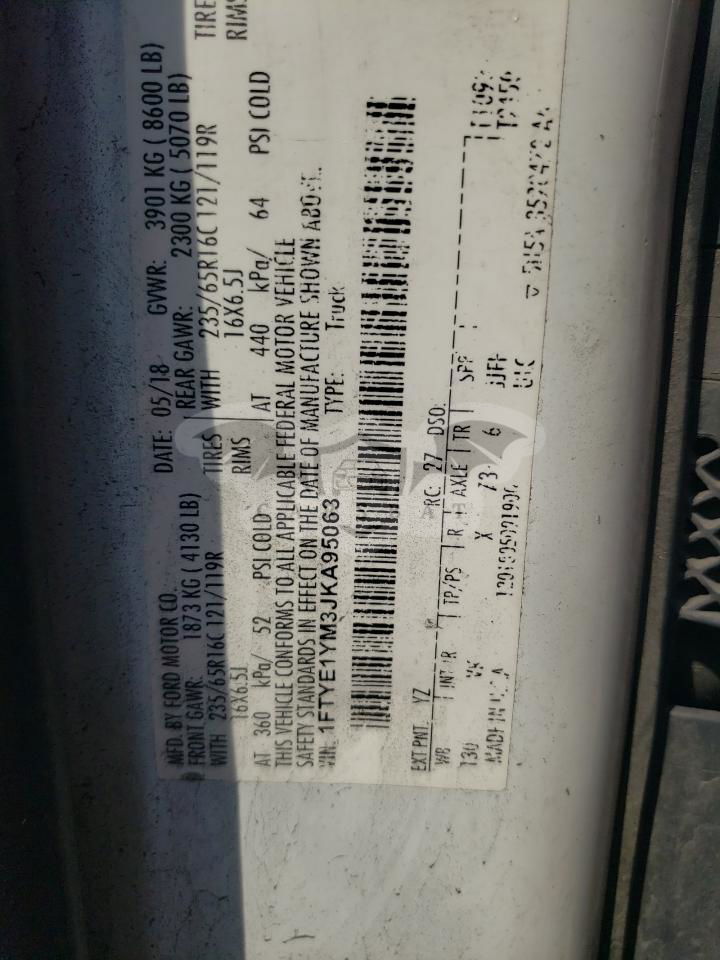 MFD. BY FORD MOTOR CO. DATE: 05/18 GVWR: 3901 KG ( 8600 LB)
FRONT GAWR: 1873 KG (4130 LB) REAR GAWR: 2300 KG ( 5070 LB)
WITH 235/65R16C 121/119R TIRES WITH 235/65R16C 121/119R TIRE
16X6.5J RIMS 16X6.5J RIMS
AT 360 kPa/ 52 PSI COLD AT 440 kPa/ 64 PSI COLD
THIS VEHICLE CONFORMS TO ALL APPLICABLE FEDERAL MOTOR VEHICLE
SAFETY STANDARDS IN EFFECT ON THE DATE OF MANUFACTURE SHOWN ABOVE.
VIN: 1FTYE1YM3JKA95063 TYPE: Truck
EXT PNT: YZ RC: 27 DSO:
WB INT TR TP/PS R AXLE TR SPR
130 VK X 73 6 UFF
MADE IN U.S.A